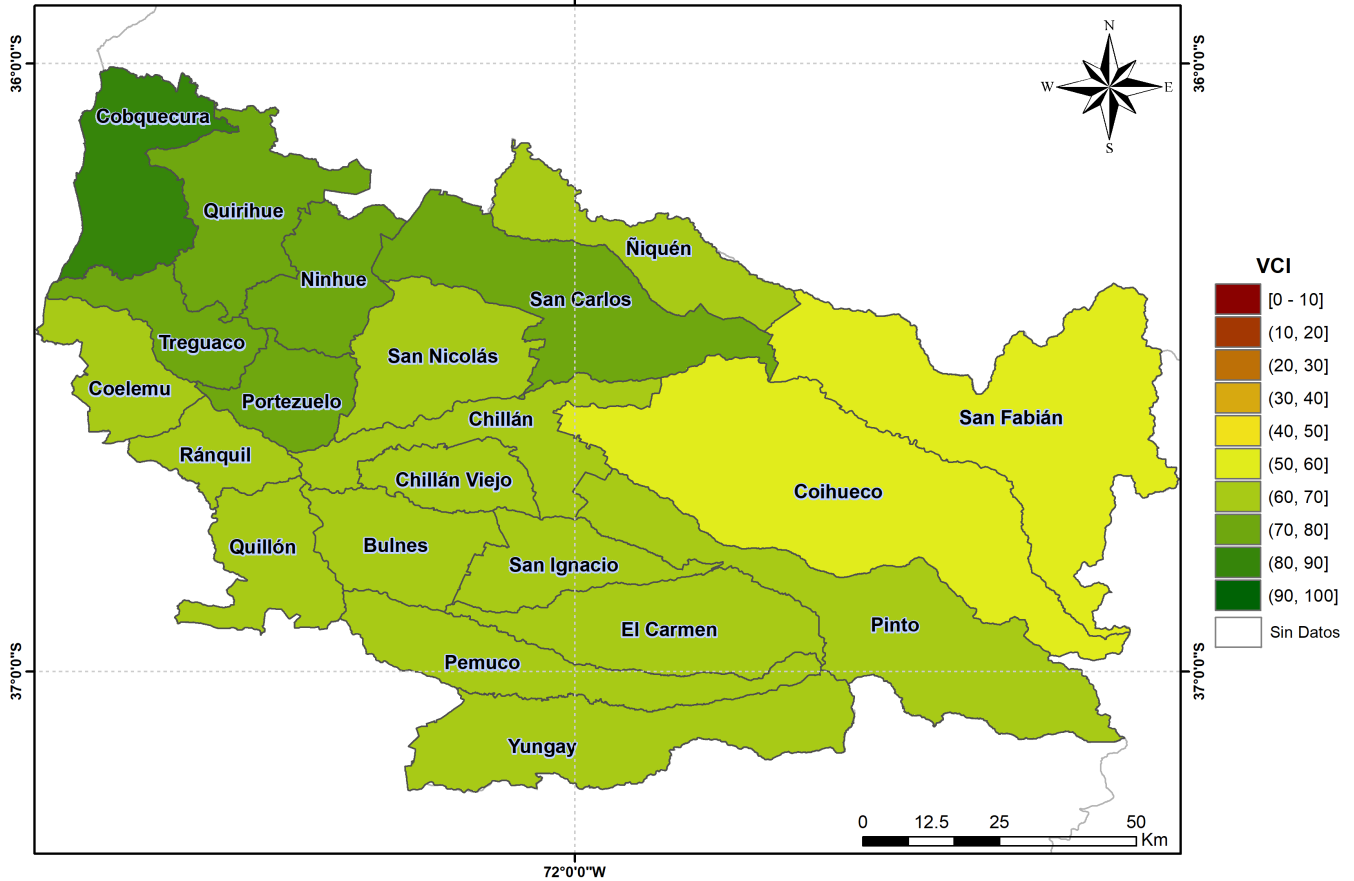 36°0'0"S
36°0'0"S
N
W
E
S
Cobquecura
Quirihue
Ñiquén
Ninhue
San Carlos
Treguaco
San Nicolás
Coelemu
Portezuelo
Chillán
San Fabián
Ránquil
Chillán Viejo
Coihueco
Quillón
Bulnes
San Ignacio
El Carmen
Pinto
Pemuco
Yungay
VCI
[0 - 10]
(10, 20]
(20, 30]
(30, 40]
(40, 50]
(50, 60]
(60, 70]
(70, 80]
(80, 90]
(90, 100]
Sin Datos
37°0'0"S
37°0'0"S
0 12.5 25 50
Km
72°0'0"W